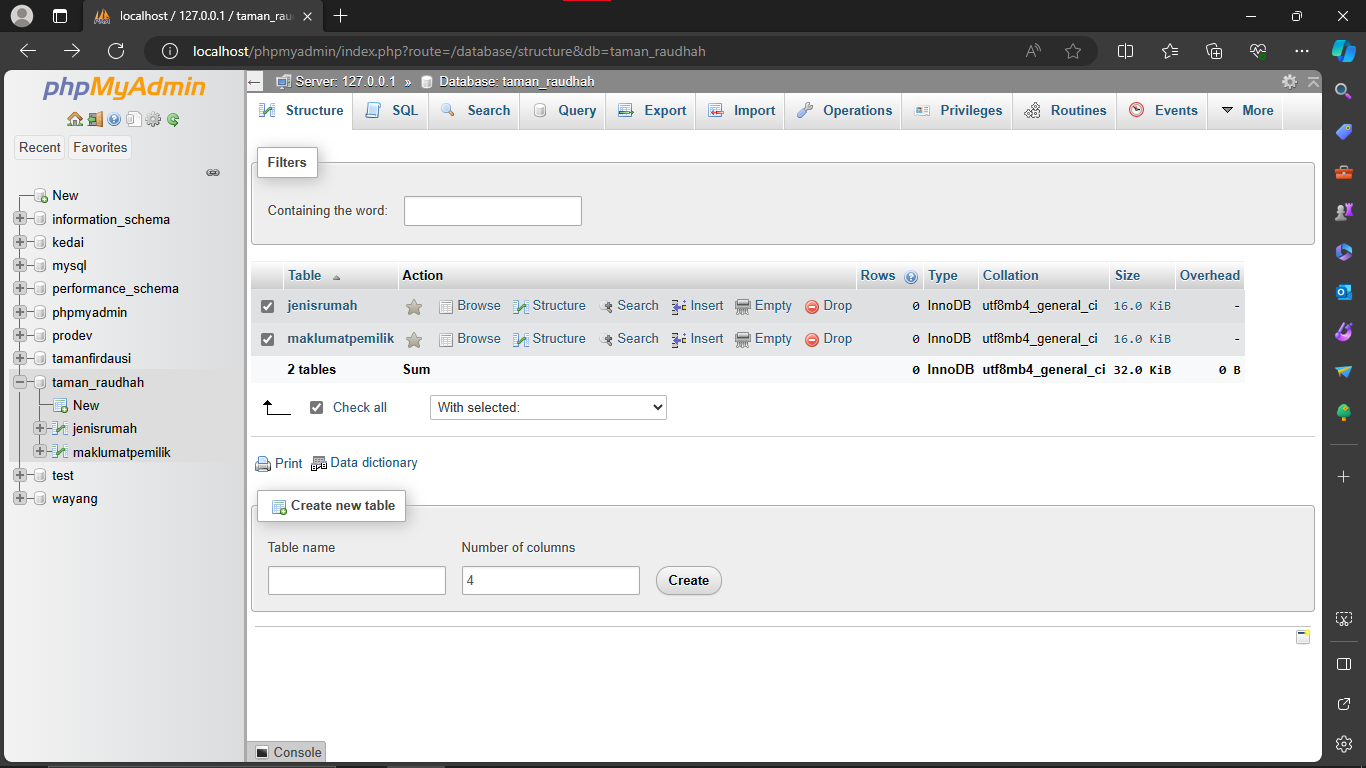 localhost / 127.0.0.1 / taman_rau
localhost/phpmyadmin/index.php?route=/database/structure&db=taman_raudhah
phpMyAdmin
Recent Favorites
New
information_schema
kedai
mysql
performance_schema
phpmyadmin
prodev
tamanfirdausi
taman_raudhah
New
jenisrumah
maklumatpemilik
test
wayang
Server: 127.0.0.1 » Database: taman_raudhah
Structure SQL Search Query Export Import Operations Privileges Routines Events More
Filters
Containing the word:
Table Action Rows Type Collation Size Overhead
jenisrumah Browse Structure Search Insert Empty Drop 0 InnoDB utf8mb4_general_ci 16.0 KiB -
maklumatpemilik Browse Structure Search Insert Empty Drop 0 InnoDB utf8mb4_general_ci 16.0 KiB -
2 tables Sum 0 InnoDB utf8mb4_general_ci 32.0 KiB 0 B
Check all With selected:
Print Data dictionary
Create new table
Table name Number of columns
4 Create
Console